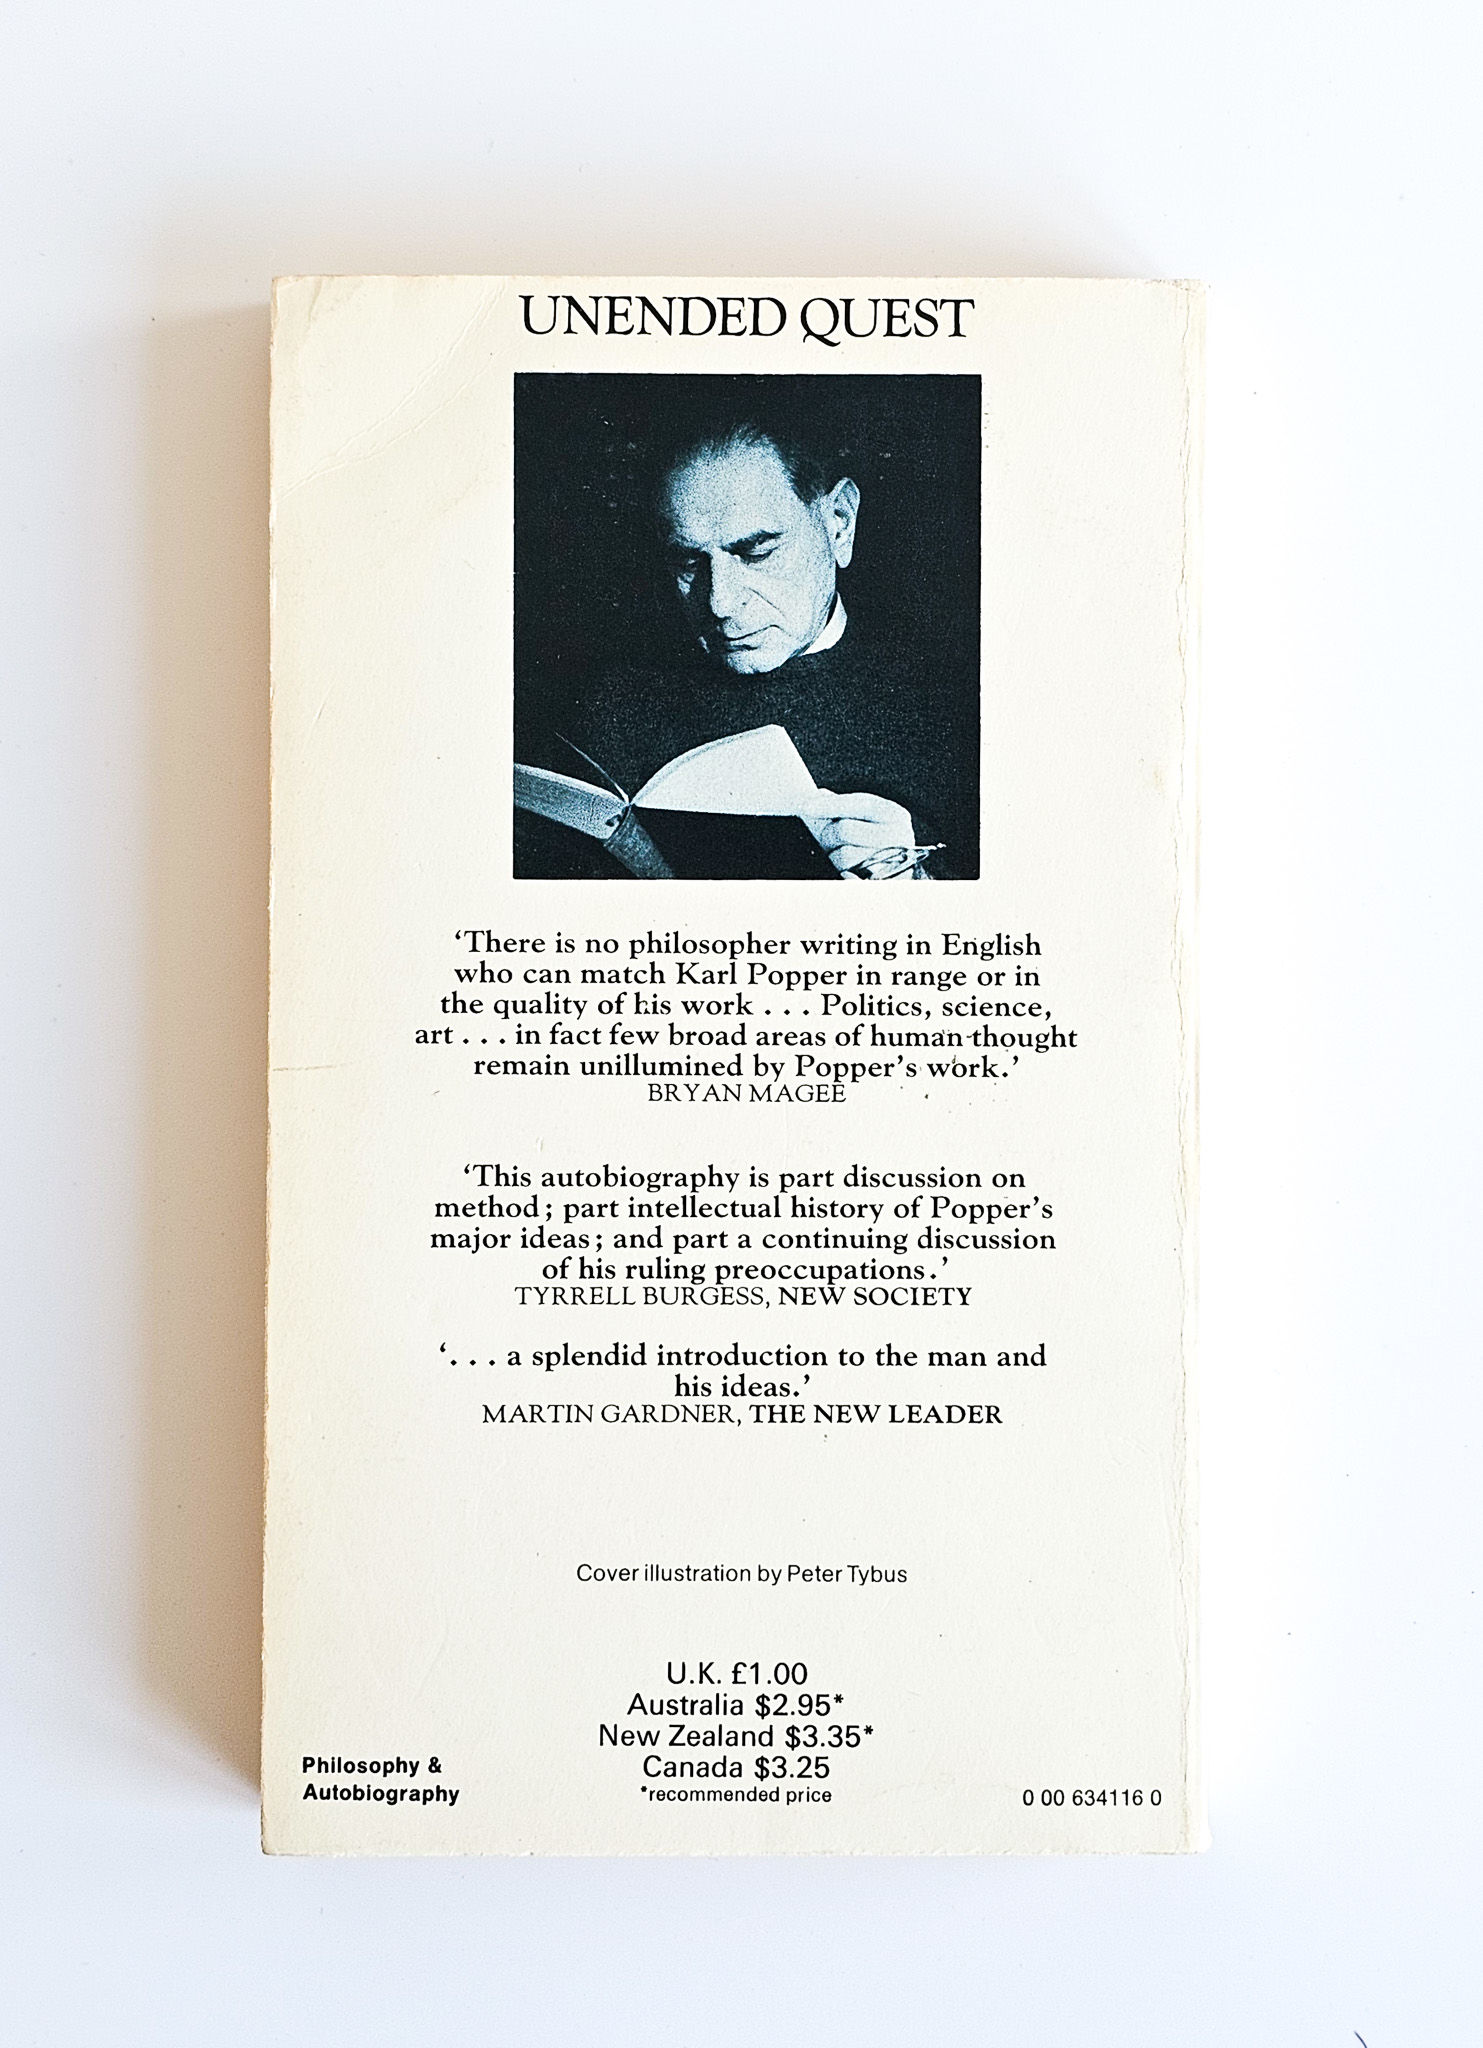 UNENDED QUEST
‘There is no philosopher writing in English
who can match Karl Popper in range or in
the quality of his work . . . Politics, science,
art . . . in fact few broad areas of human thought
remain unillumined by Popper’s work.’
BRYAN MAGEE
‘This autobiography is part discussion on
method; part intellectual history of Popper’s
major ideas; and part a continuing discussion
of his ruling preoccupations.’
TYRRELL BURGESS, NEW SOCIETY
‘. . . a splendid introduction to the man and
his ideas.’
MARTIN GARDNER, THE NEW LEADER
Cover illustration by Peter Tybus
U.K. £1.00
Australia $2.95*
New Zealand $3.35*
Canada $3.25
*recommended price
Philosophy &
Autobiography
0 00 634116 0